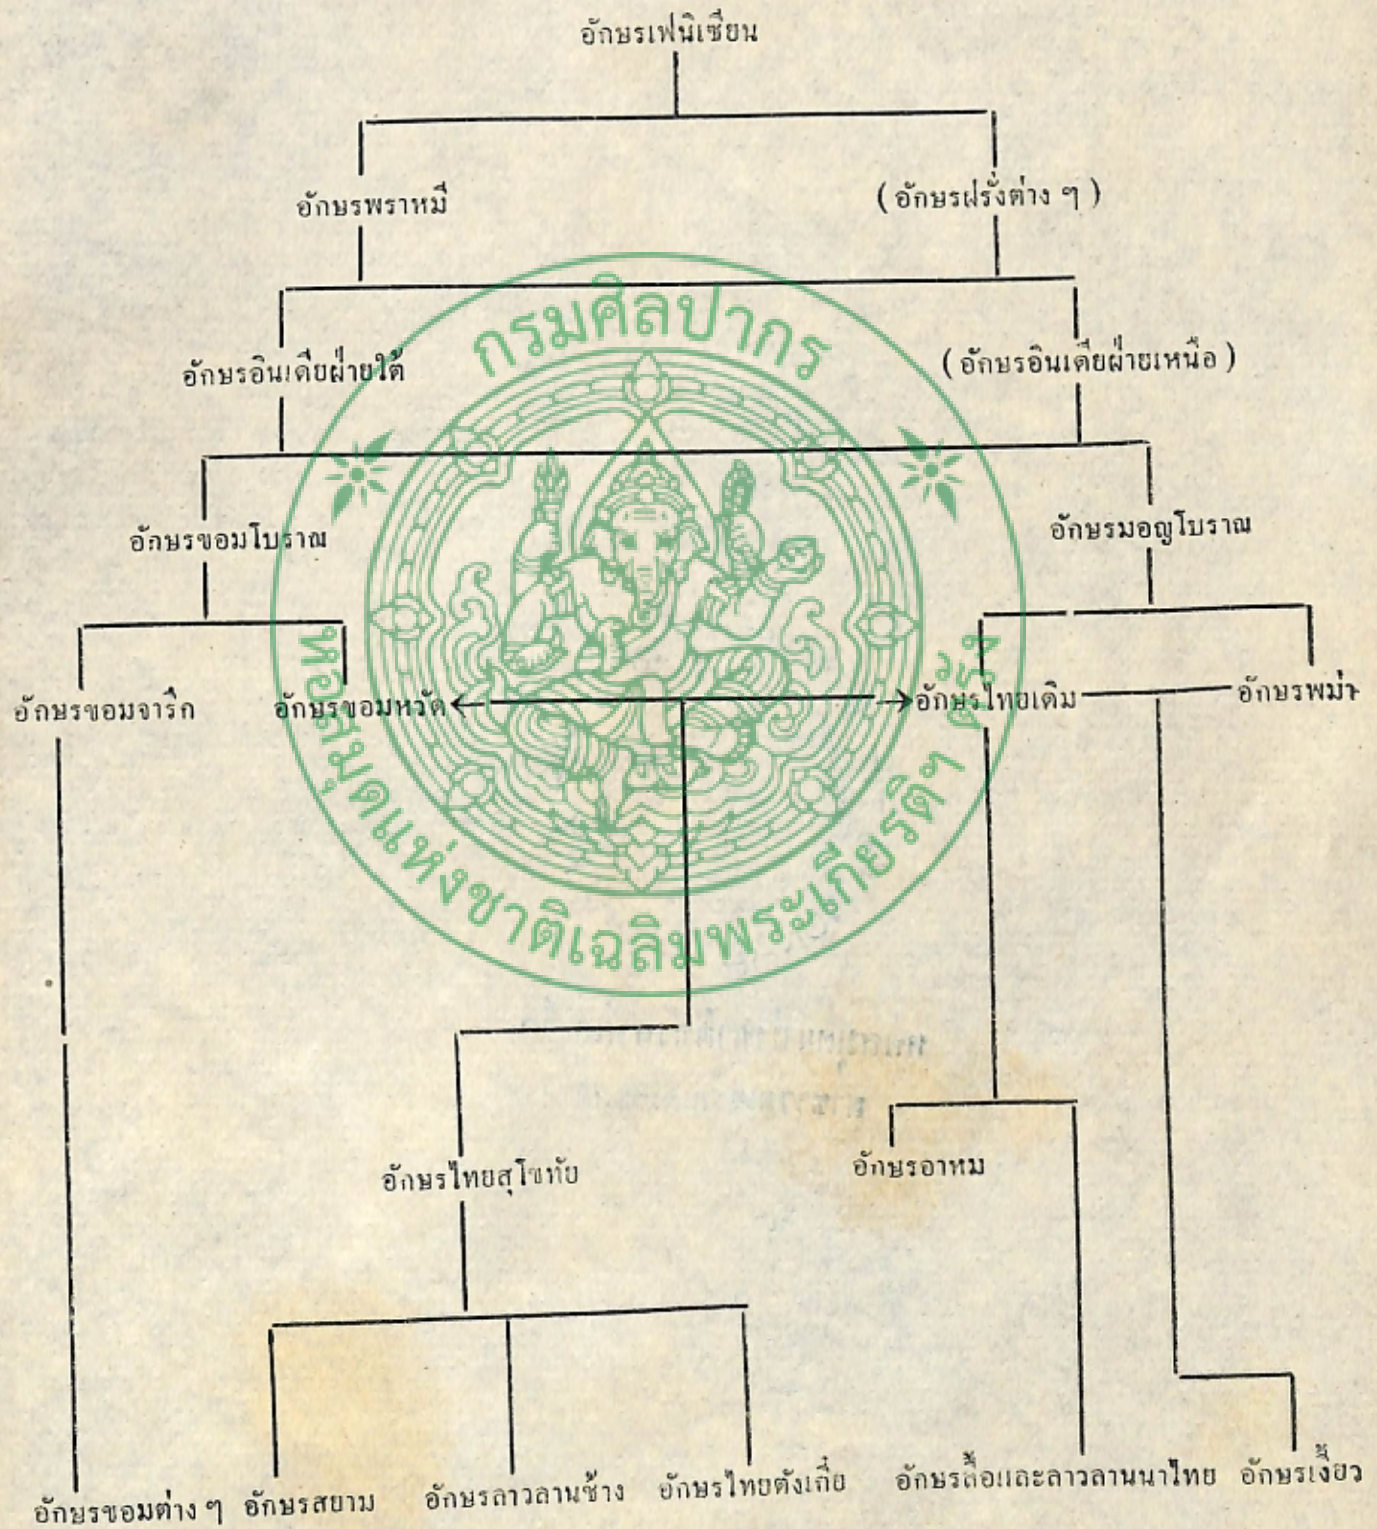 อักษรเฟนิเซียน
อักษรพราหมี
(อักษรฝรั่งต่าง ๆ)
อักษรอินเดียฝ่ายใต้
(อักษรอินเดียฝ่ายเหนือ)
อักษรขอมโบราณ
อักษรมอญโบราณ
อักษรขอมจาริก
อักษรขอมหวัด
อักษรไทยเดิม
อักษรพม่า
อักษรไทยสุโขทัย
อักษรอาหม
อักษรขอมต่าง ๆ
อักษรสยาม
อักษรลาวลานช้าง
อักษรไทยตังเกี๋ย
อักษรลื้อและลาวลานนาไทย
อักษรเงี้ยว
กรมศิลปากร
หอสมุดแห่งชาติเฉลิมพระเกียรติฯ ตรัง